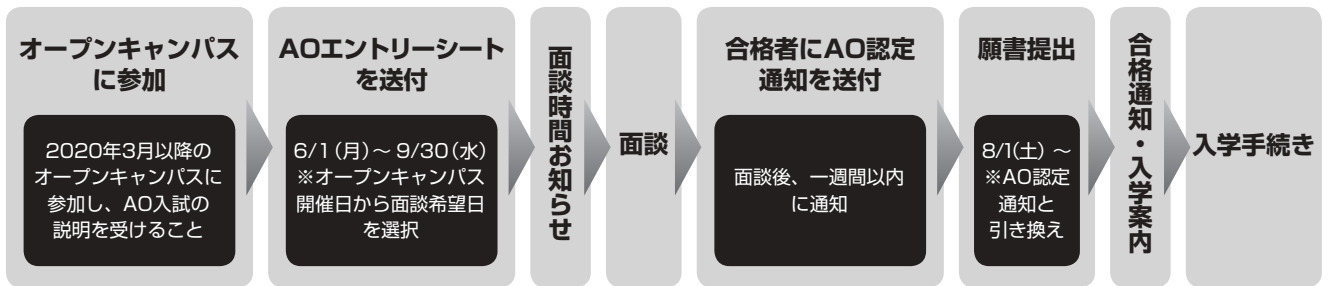 オープンキャンパス
に参加
2020年3月以降の
オープンキャンパスに
参加し、AO入試の
説明を受けること
AOエントリーシート
を送付
6/1(月)~9/30(水)
※オープンキャンパス
開催日から面談希望日
を選択
面談時間お知らせ
面談
合格者にAO認定
通知を送付
面談後、一週間以内
に通知
願書提出
8/1(土)~
※AO認定
通知と
引き換え
合格通知・入学案内
入学手続き